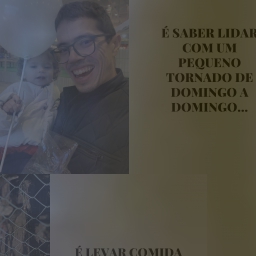 É SABER LIDAR
COM UM
PEQUENO
TORNADO DE
DOMINGO A
DOMINGO...
É LEVAR COMIDA